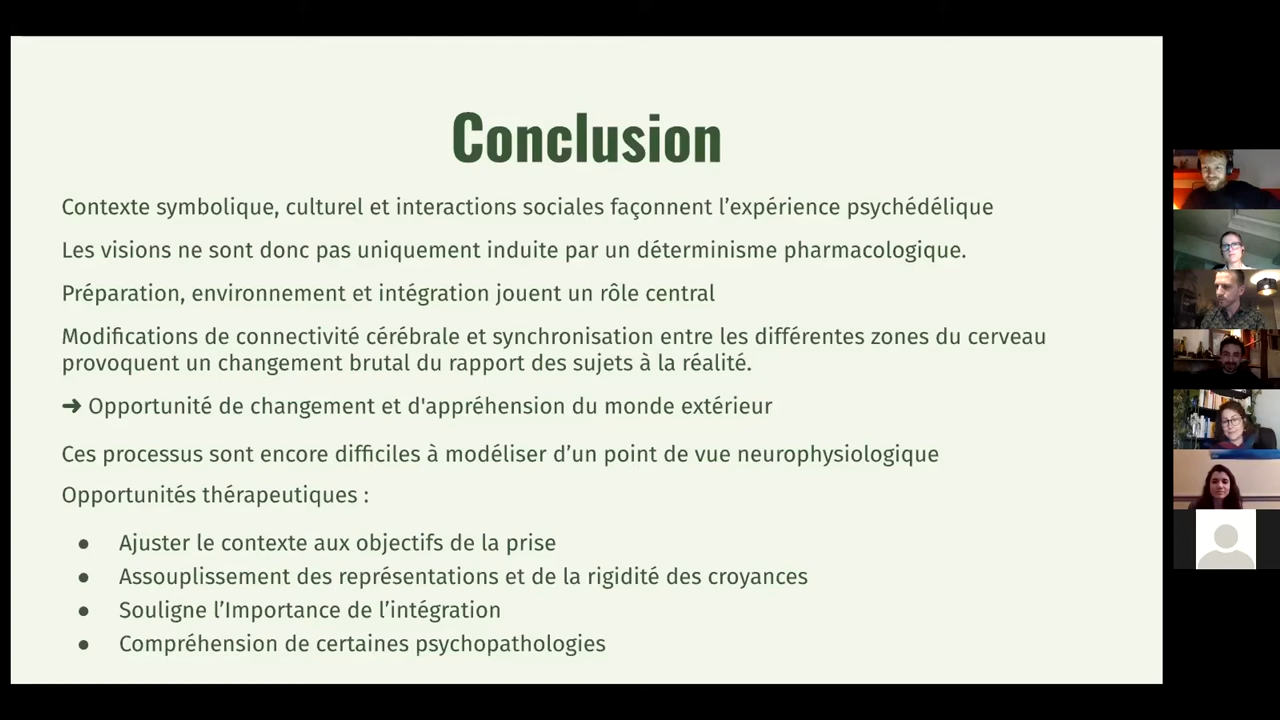 Conclusion
Contexte symbolique, culturel et interactions sociales façonnent l’expérience psychédélique
Les visions ne sont donc pas uniquement induite par un déterminisme pharmacologique.
Préparation, environnement et intégration jouent un rôle central
Modifications de connectivité cérébrale et synchronisation entre les différentes zones du cerveau
provoquent un changement brutal du rapport des sujets à la réalité.
➜ Opportunité de changement et d'appréhension du monde extérieur
Ces processus sont encore difficiles à modéliser d’un point de vue neurophysiologique
Opportunités thérapeutiques :
● Ajuster le contexte aux objectifs de la prise
● Assouplissement des représentations et de la rigidité des croyances
● Souligne l’Importance de l’intégration
● Compréhension de certaines psychopathologies